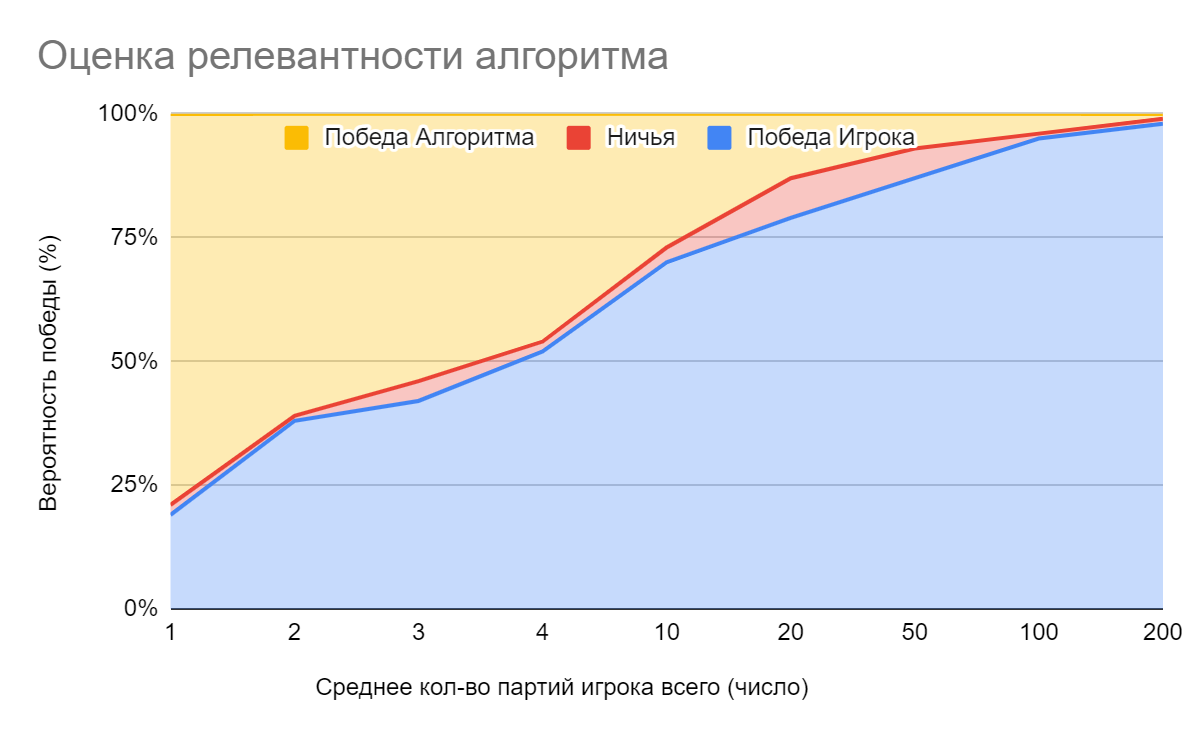 Оценка релевантности алгоритма
100%
Победа Алгоритма Ничья Победа Игрока
75%
50%
25%
0%
Вероятность победы (%)
1 2 3 4 10 20 50 100 200
Среднее кол-во партий игрока всего (число)